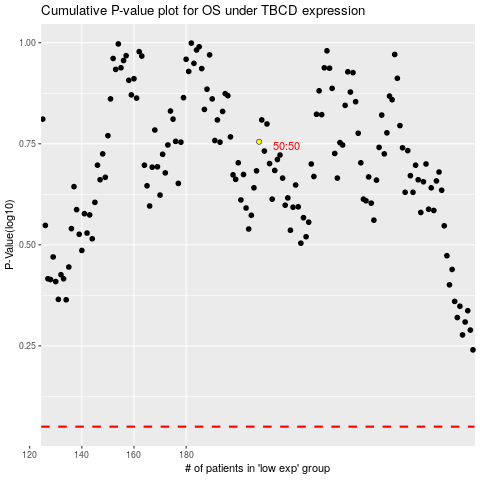 Cumulative P-value plot for OS under TBCD expression
P-Value(log10)
1.00
0.75
0.50
0.25
50:50
120 140 160 180
# of patients in 'low exp' group